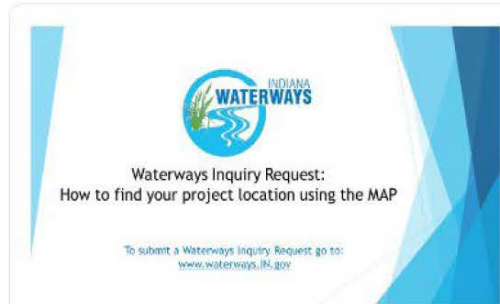 INDIANA
WATERWAYS
Waterways Inquiry Request:
How to find your project location using the MAP
To submit a Waterways Inquiry Request go to:
www.waterways.IN.gov